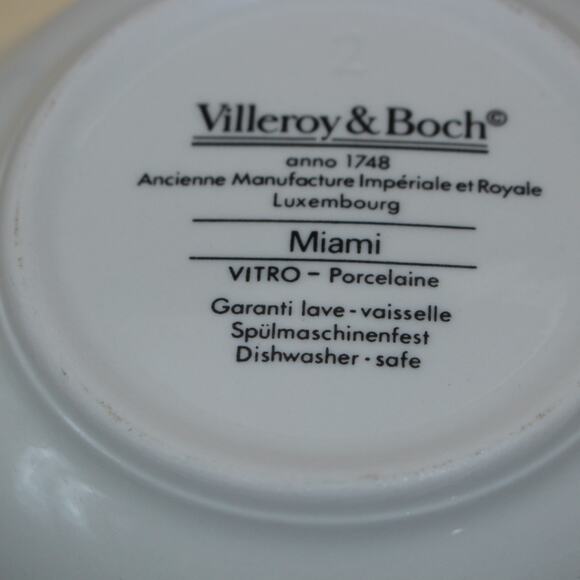 2
Villeroy & Boch©
anno 1748
Ancienne Manufacture Impériale et Royale
Luxembourg
Miami
VITRO - Porcelaine
Garanti lave-vaisselle
Spülmaschinenfest
Dishwasher-safe